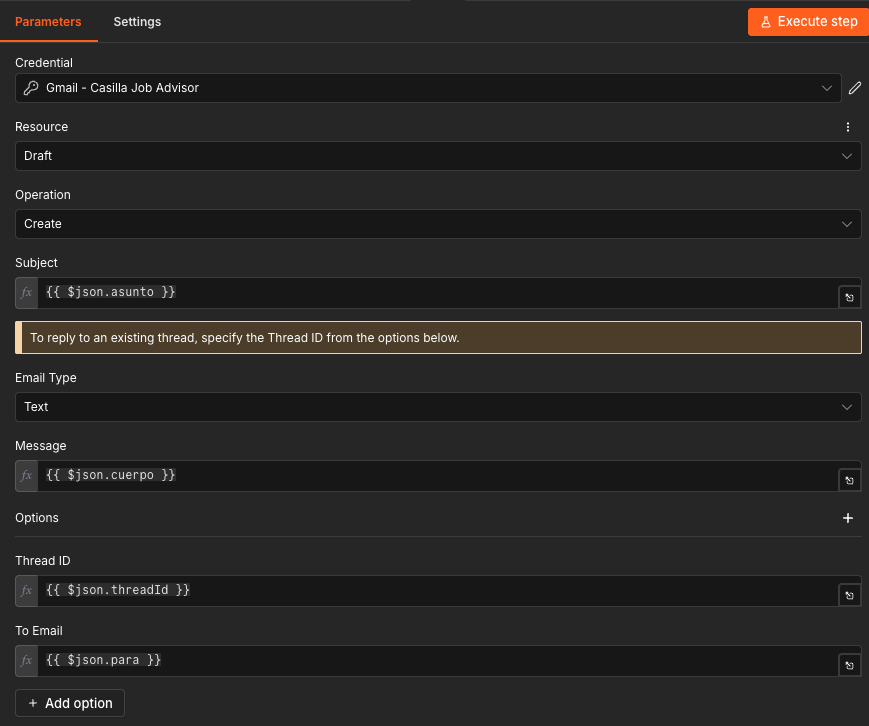 Parameters Settings Execute step
Credential
Gmail - Casilla Job Advisor
Resource
Draft
Operation
Create
Subject
fx {{ $json.asunto }}
To reply to an existing thread, specify the Thread ID from the options below.
Email Type
Text
Message
fx {{ $json.cuerpo }}
Options
Thread ID
fx {{ $json.threadId }}
To Email
fx {{ $json.para }}
+ Add option